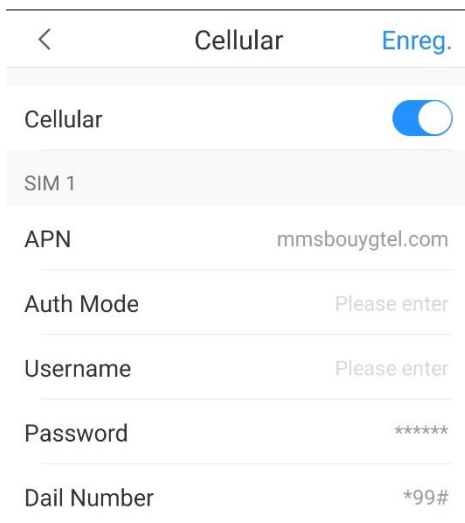 Cellular Enreg.
Cellular
SIM 1
APN mmsbouygtel.com
Auth Mode Please enter
Username Please enter
Password ******
Dail Number *99#